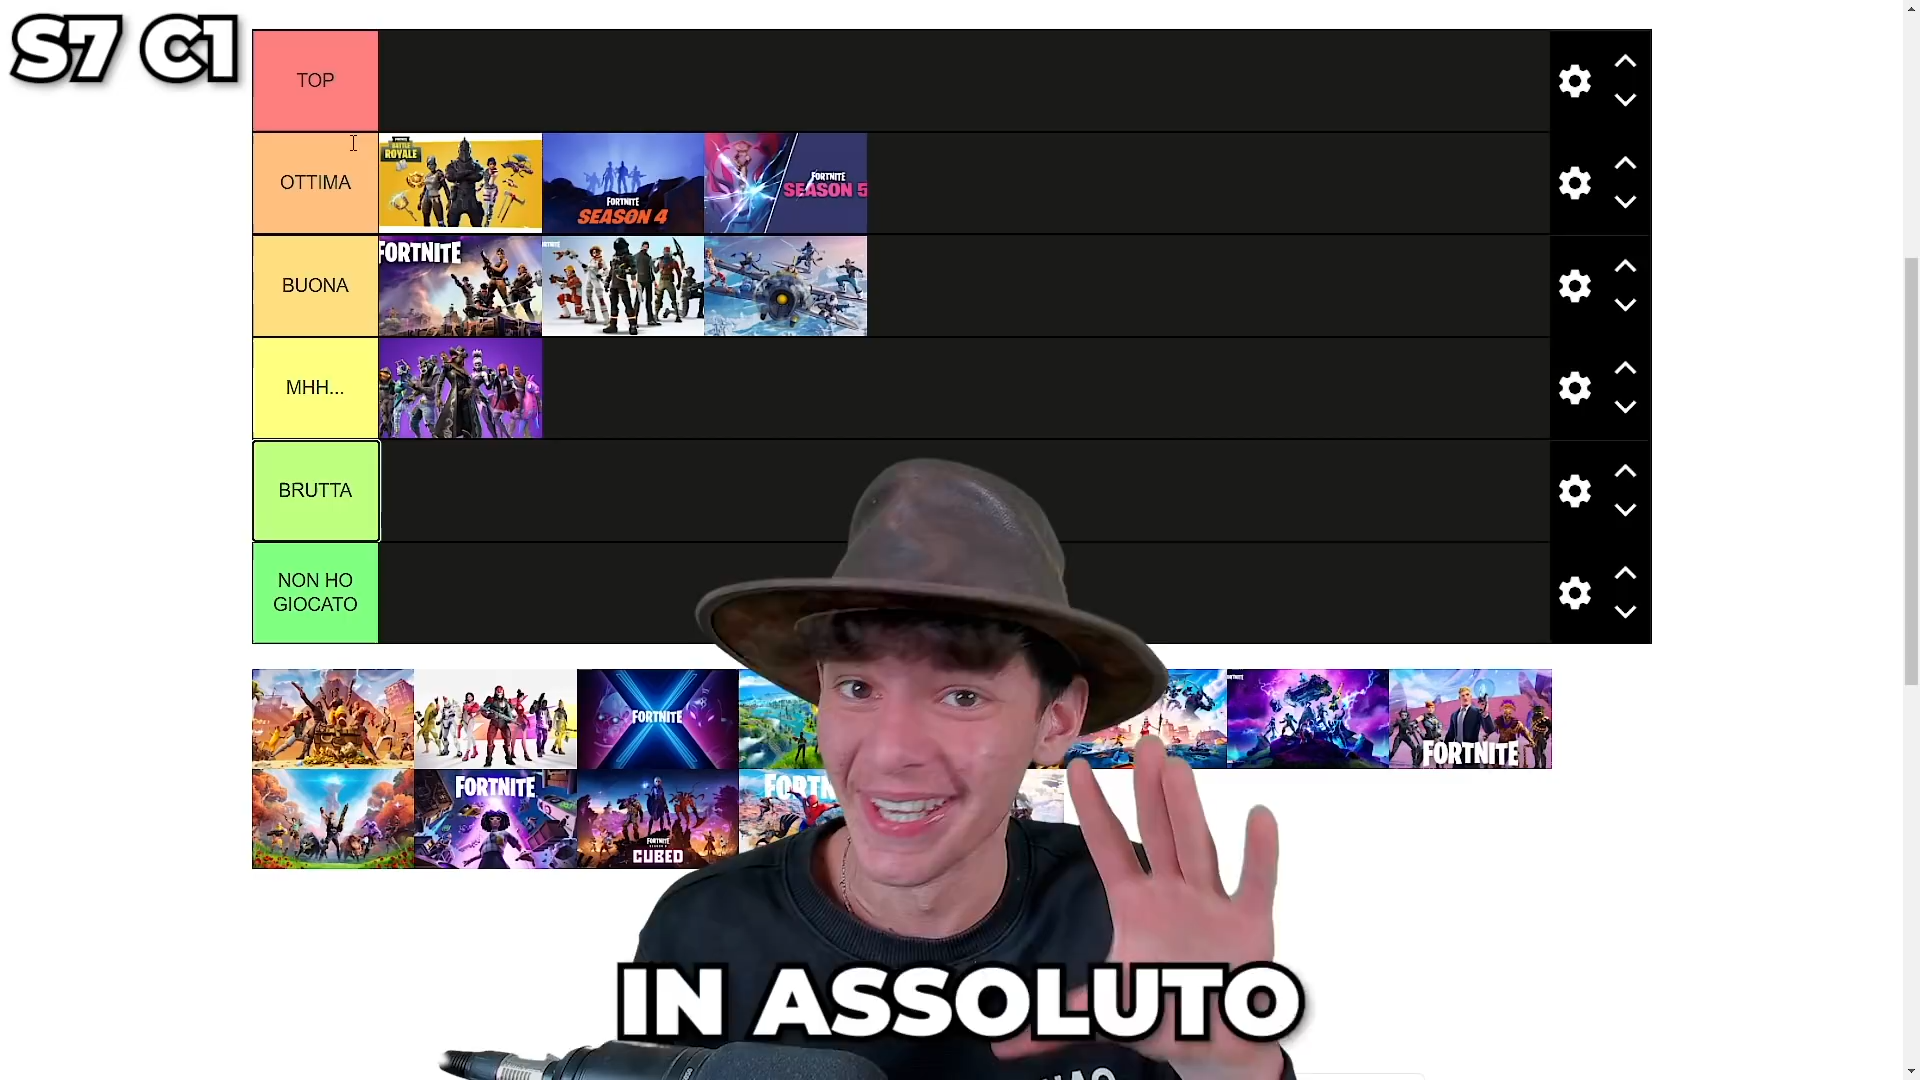 S7 C1
TOP
OTTIMA
BATTLE
ROYALE
FORTNITE
SEASON 4
FORTNITE
SEASON 5
BUONA
FORTNITE
MHH...
BRUTTA
NON HO
GIOCATO
FORTNITE
FORTNITE
FORTNITE
FORTNITE
CUBED
FORTN
IN ASSOLUTO